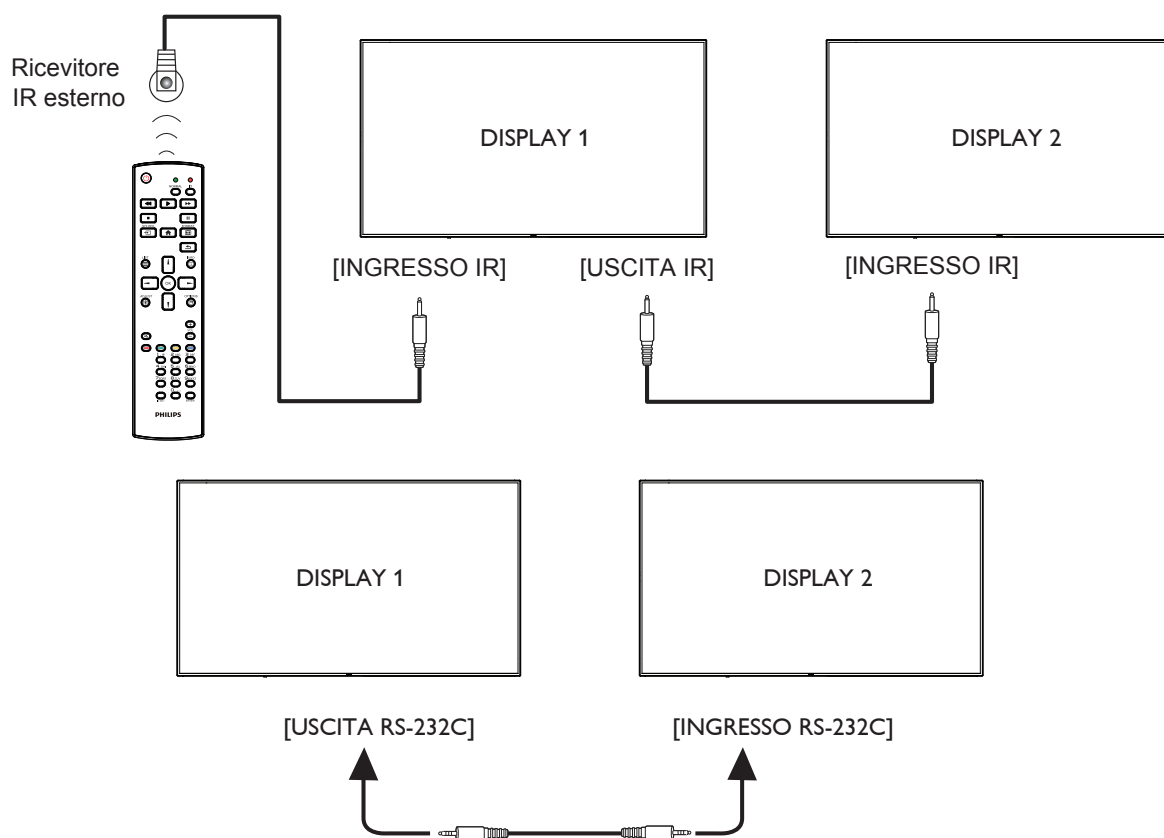 Ricevitore
IR esterno
DISPLAY 1
DISPLAY 2
[INGRESSO IR]
[USCITA IR]
[INGRESSO IR]
PHILIPS
DISPLAY 1
DISPLAY 2
[USCITA RS-232C]
[INGRESSO RS-232C]